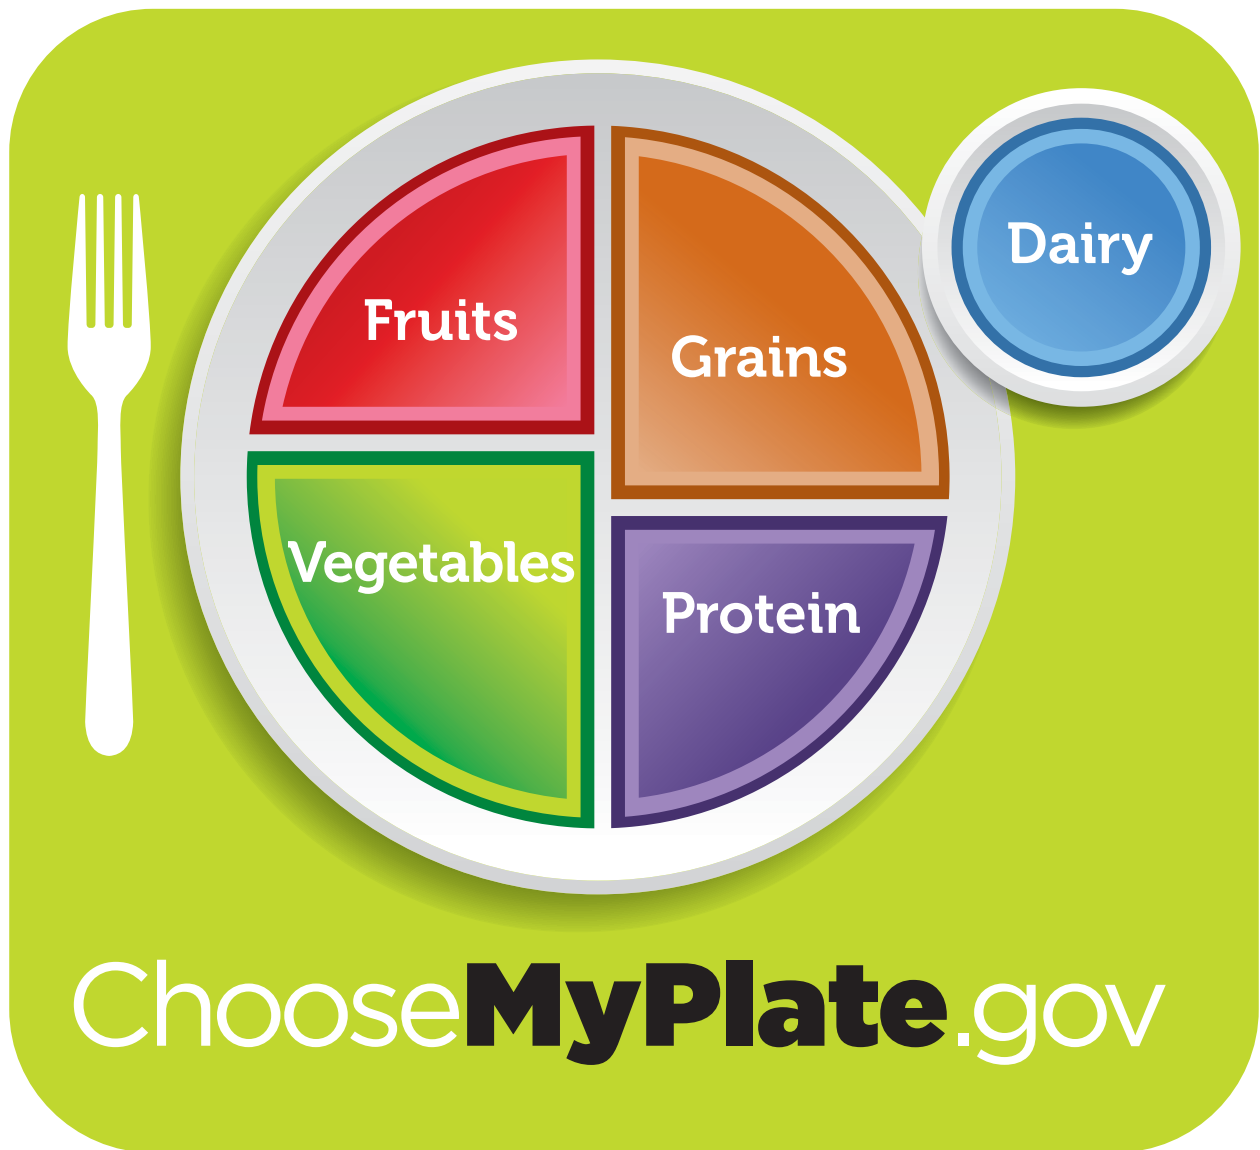 Fruits
Grains
Dairy
Vegetables
Protein
ChooseMyPlate.gov